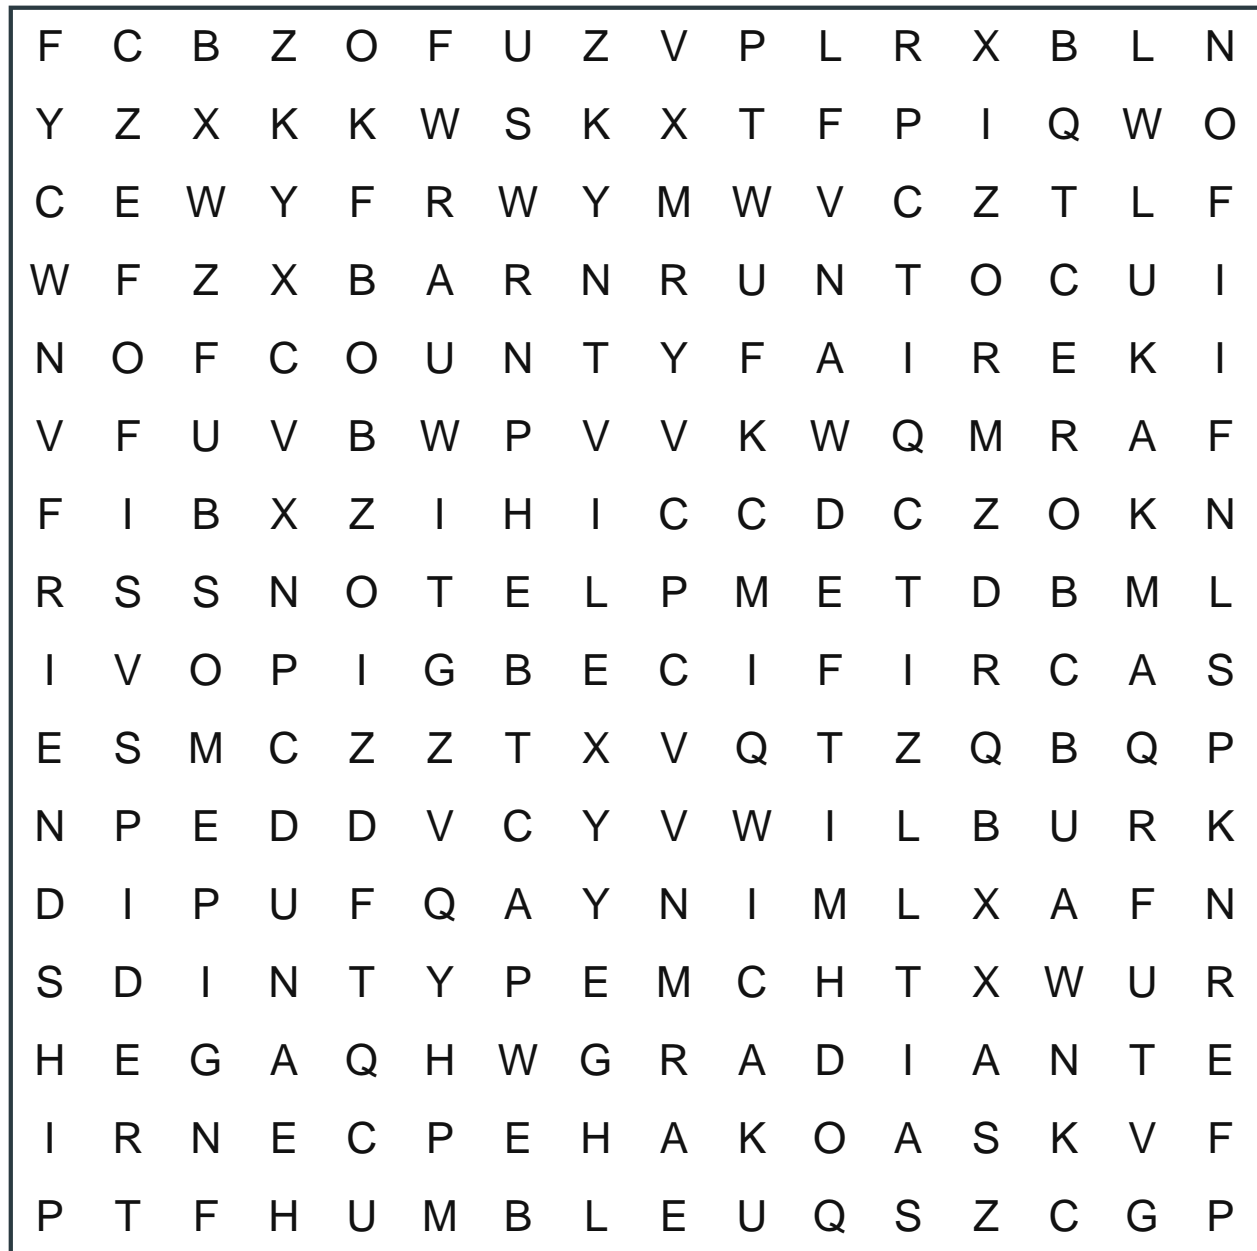 F C B Z O F U Z V P L R X B L N
Y Z X K K W S K X T F P I Q W O
C E W Y F R W Y M W V C Z T L F
W F Z X B A R N R U N T O C U I
N O F C O U N T Y F A I R E K I
V F U V B W P V V K W Q M R A F
F I B X Z I H I C C D C Z O K N
R S S N O T E L P M E T D B M L
I V O P I G B E C I F I R C A S
E S M C Z Z T X V Q T Z Q B Q P
N P E D D V C Y V W I L B U R K
D I P U F Q A Y N I M L X A F N
S D I N T Y P E M C H T X W U R
H E G A Q H W G R A D I A N T E
I R N E C P E H A K O A S K V F
P T F H U M B L E U Q S Z C G P